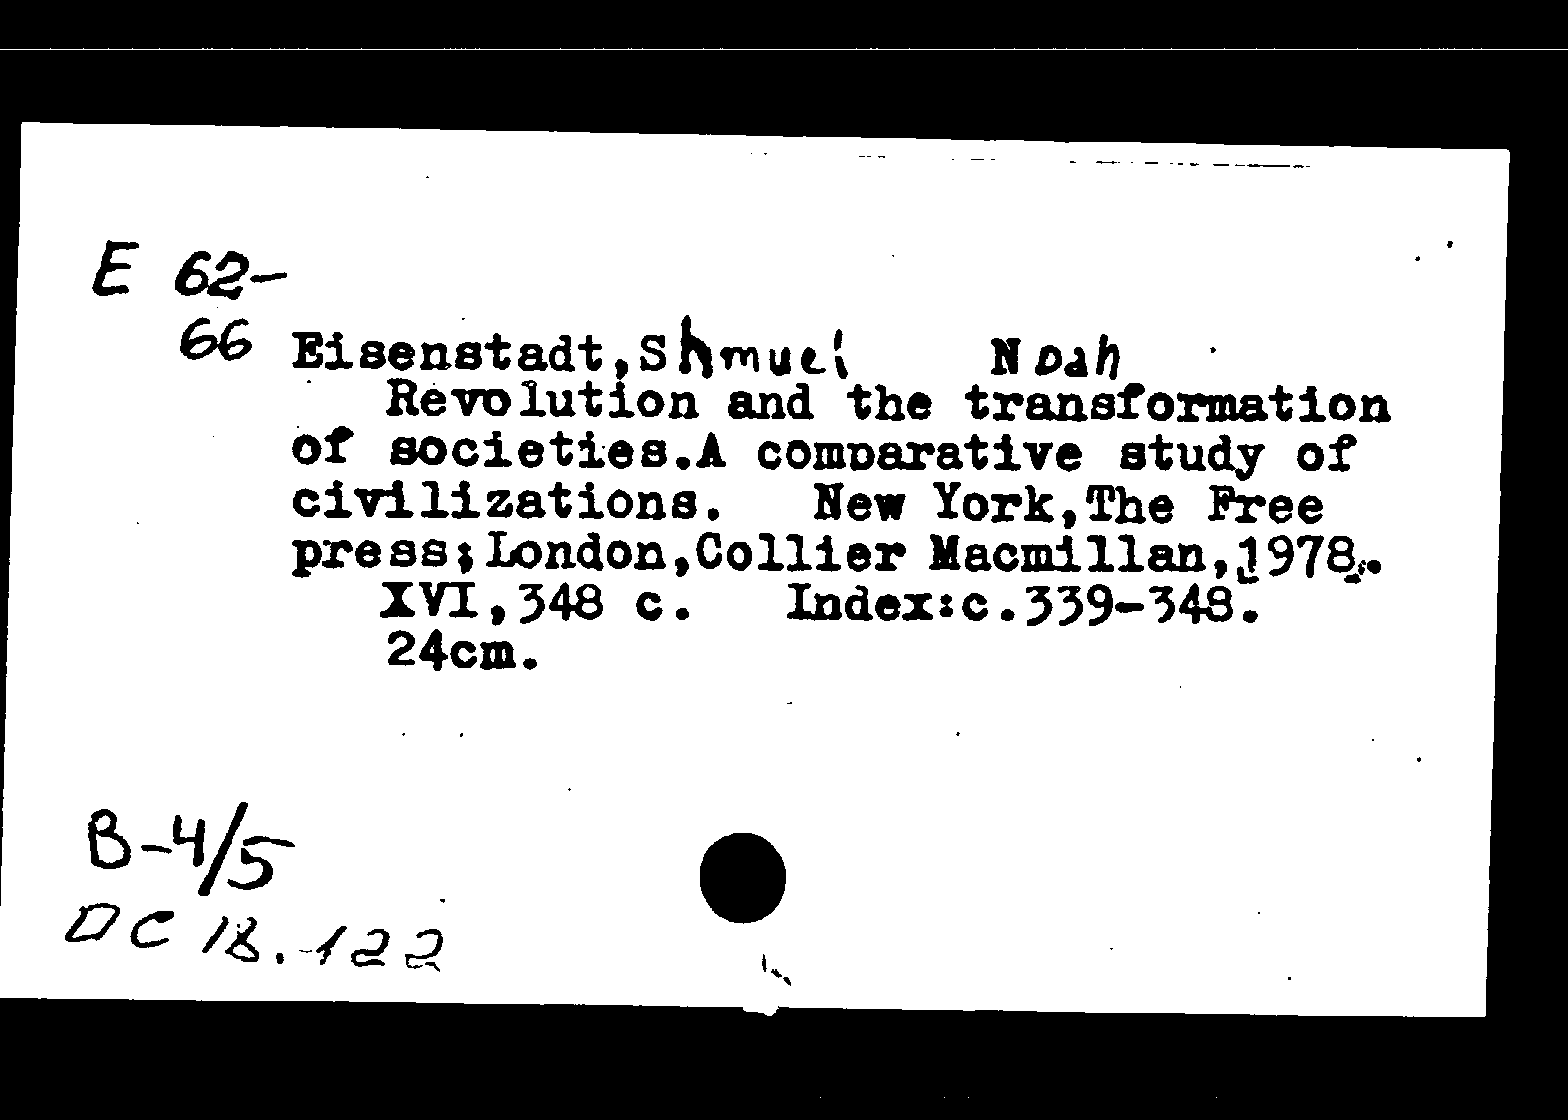 E 62-
66 Eisenstadt,Shmuel Noah
Revolution and the transformation
of societies.A comparative study of
civilizations. New York,The Free
press;London,Collier Macmillan,1978.
XVI,348 c. Index:c.339-348.
24cm.
B-4/5
DC 18.-122